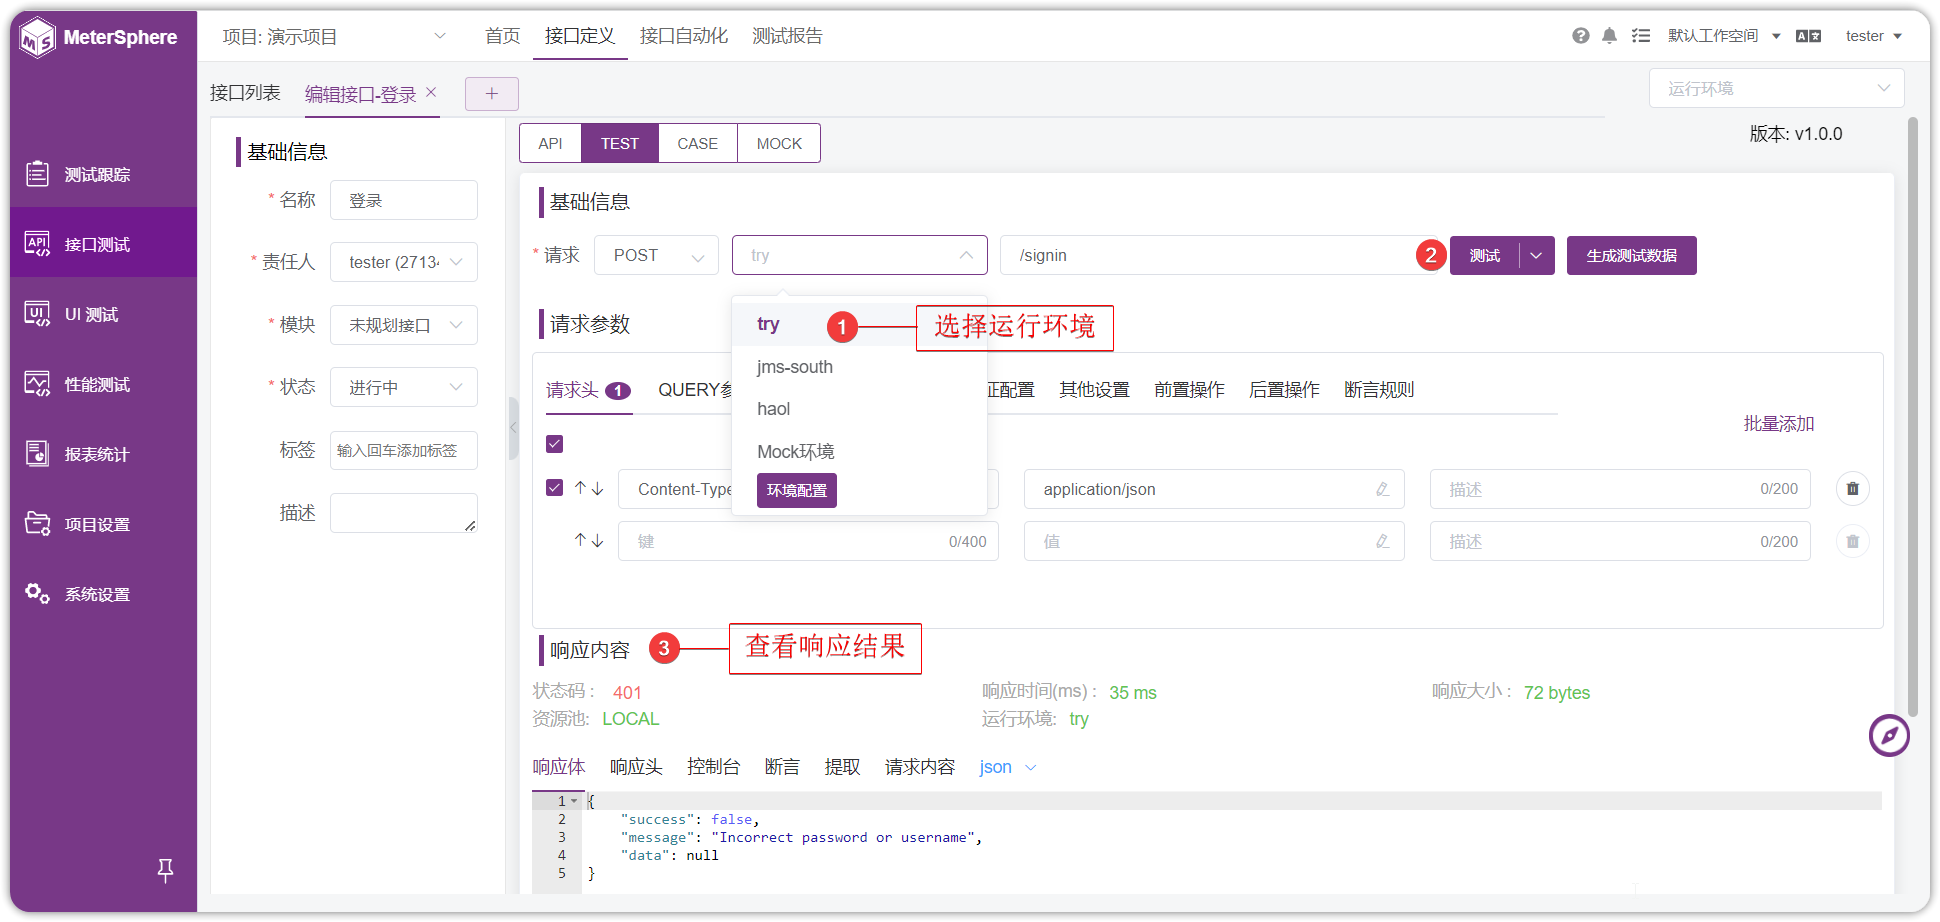 MeterSphere
项目: 演示项目
首页
接口定义
接口自动化
测试报告
默认工作空间
tester
接口列表
编辑接口-登录
+
运行环境
版本: v1.0.0
测试跟踪
API 接口测试
UI UI 测试
性能测试
报表统计
项目设置
系统设置
基础信息
* 名称 登录
* 责任人 tester (2713
* 模块 未规划接口
* 状态 进行中
标签 输入回车添加标签
描述
API TEST CASE MOCK
基础信息
* 请求 POST try /signin 2 测试 生成测试数据
请求参数
try 1 选择运行环境
jms-south
haol
Mock环境
环境配置
请求头 1 QUERY参 证配置 其他设置 前置操作 后置操作 断言规则
批量添加
Content-Type application/json 描述 0/200
键 0/400 值 描述 0/200
响应内容 3 查看响应结果
状态码 : 401 响应时间(ms) : 35 ms 响应大小 : 72 bytes
资源池: LOCAL 运行环境: try
响应体 响应头 控制台 断言 提取 请求内容 json
1 {
2 "success": false,
3 "message": "Incorrect password or username",
4 "data": null
5 }